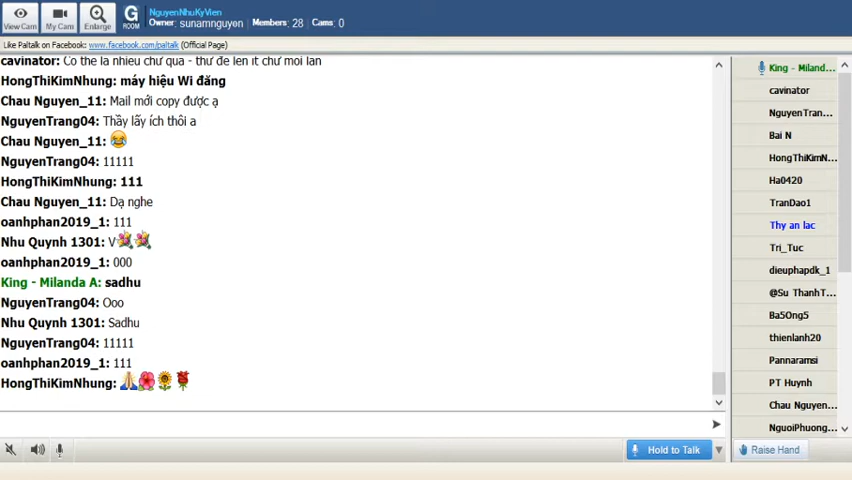 View Cam
My Cam
Enlarge
G ROOM
NguyenNhuKyVien
Owner: sunamnguyen Members: 28 Cams: 0
Like Paltalk on Facebook: www.facebook.com/paltalk (Official Page)
cavinator: Co the la nhieu chư qua - thư đe len it chư moi lan
HongThiKimNhung: máy hiệu Wi đăng
Chau Nguyen_11: Mail mới copy được ạ
NguyenTrang04: Thầy lấy ích thôi a
Chau Nguyen_11: 😂
NguyenTrang04: 11111
HongThiKimNhung: 111
Chau Nguyen_11: Dạ nghe
oanhphan2019_1: 111
Nhu Quynh 1301: V
oanhphan2019_1: 000
King - Milanda A: sadhu
NguyenTrang04: Ooo
Nhu Quynh 1301: Sadhu
NguyenTrang04: 11111
oanhphan2019_1: 111
HongThiKimNhung: 🙏🌺🌻🌹
King - Miland...
cavinator
NguyenTran...
Bai N
HongThiKimN...
Ha0420
TranDao1
Thy an lac
Tri_Tuc
dieuphapdk_1
@Su ThanhT...
Ba5Ong5
thienlanh20
Pannaramsi
PT Huynh
Chau Nguyen...
NguoiPhuong...
Hold to Talk
Raise Hand